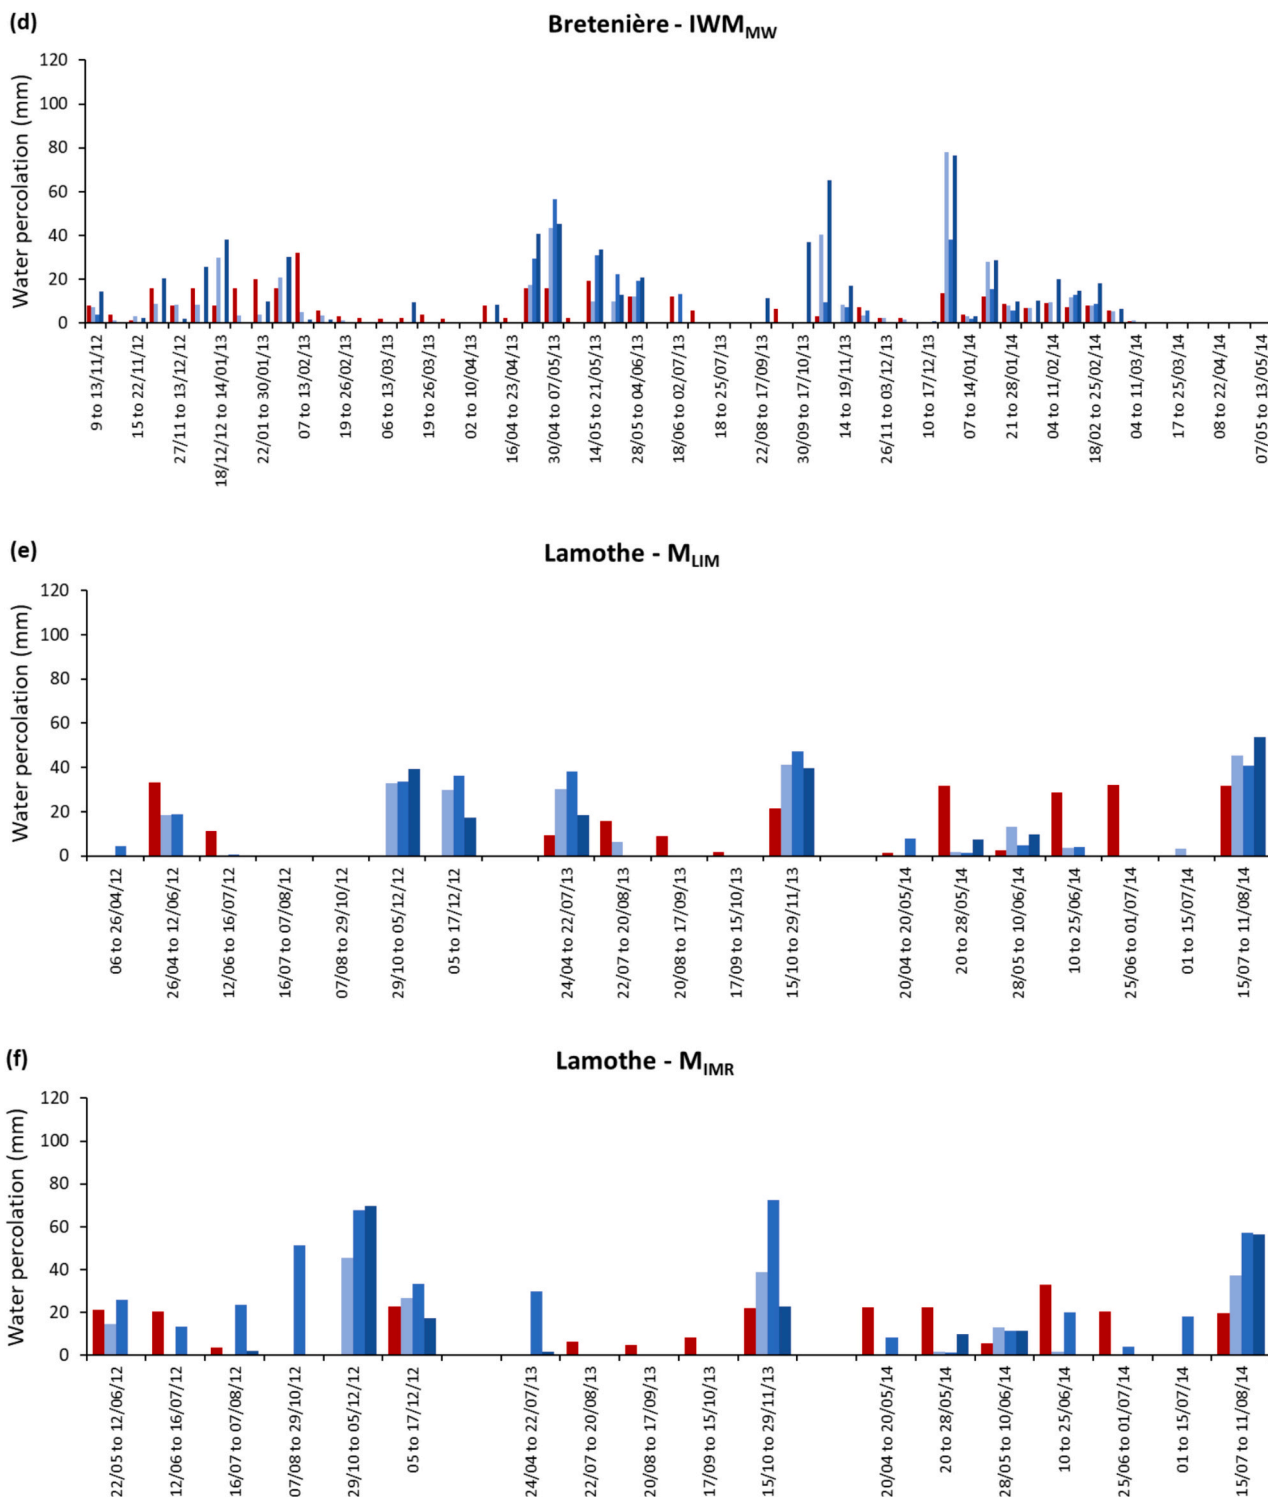 (d)
Bretenière - IWM_MW
Water percolation (mm)
120
100
80
60
40
20
0
9 to 13/11/12
15 to 22/11/12
27/11 to 13/12/12
18/12/12 to 14/01/13
22/01 to 30/01/13
07 to 13/02/13
19 to 26/02/13
06 to 13/03/13
19 to 26/03/13
02 to 10/04/13
16/04 to 23/04/13
30/04 to 07/05/13
14/05 to 21/05/13
28/05 to 04/06/13
18/06 to 02/07/13
18 to 25/07/13
22/08 to 17/09/13
30/09 to 17/10/13
14 to 19/11/13
26/11 to 03/12/13
10 to 17/12/13
07 to 14/01/14
21 to 28/01/14
04 to 11/02/14
18/02 to 25/02/14
04 to 11/03/14
17 to 25/03/14
08 to 22/04/14
07/05 to 13/05/14
(e)
Lamothe - M_LIM
Water percolation (mm)
120
100
80
60
40
20
0
06 to 26/04/12
26/04 to 12/06/12
12/06 to 16/07/12
16/07 to 07/08/12
07/08 to 29/10/12
29/10 to 05/12/12
05 to 17/12/12
24/04 to 22/07/13
22/07 to 20/08/13
20/08 to 17/09/13
17/09 to 15/10/13
15/10 to 29/11/13
20/04 to 20/05/14
20 to 28/05/14
28/05 to 10/06/14
10 to 25/06/14
25/06 to 01/07/14
01 to 15/07/14
15/07 to 11/08/14
(f)
Lamothe - M_IMR
Water percolation (mm)
120
100
80
60
40
20
0
22/05 to 12/06/12
12/06 to 16/07/12
16/07 to 07/08/12
07/08 to 29/10/12
29/10 to 05/12/12
05 to 17/12/12
24/04 to 22/07/13
22/07 to 20/08/13
20/08 to 17/09/13
17/09 to 15/10/13
15/10 to 29/11/13
20/04 to 20/05/14
20 to 28/05/14
28/05 to 10/06/14
10 to 25/06/14
25/06 to 01/07/14
01 to 15/07/14
15/07 to 11/08/14